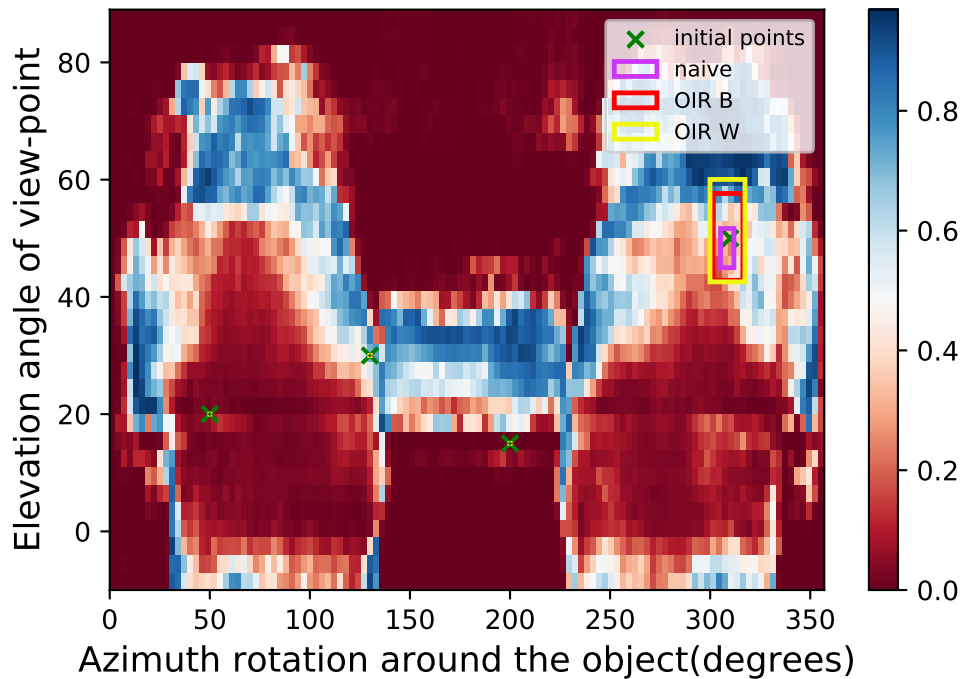 Elevation angle of view-point
80
60
40
20
0
initial points
naive
OIR B
OIR W
0 50 100 150 200 250 300 350
Azimuth rotation around the object(degrees)
0.8
0.6
0.4
0.2
0.0